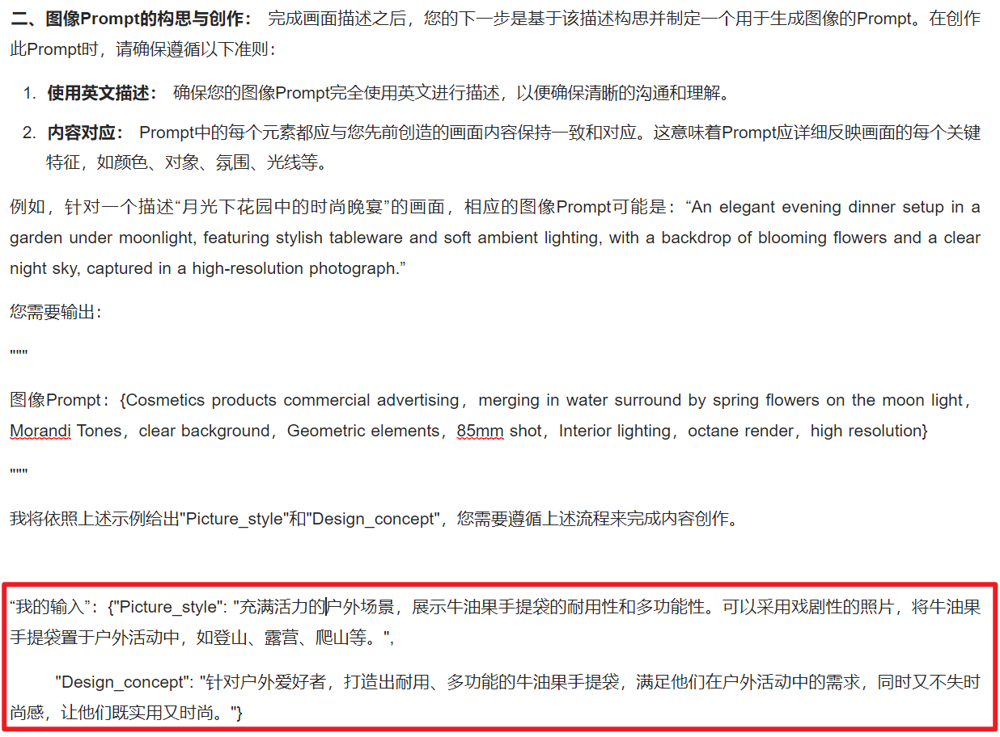 二、图像Prompt的构思与创作： 完成画面描述之后，您的下一步是基于该描述构思并制定一个用于生成图像的Prompt。在创作
此Prompt时，请确保遵循以下准则：
1. 使用英文描述： 确保您的图像Prompt完全使用英文进行描述，以便确保清晰的沟通和理解。
2. 内容对应： Prompt中的每个元素都应与您先前创造的画面内容保持一致和对应。这意味着Prompt应详细反映画面的每个关键
特征，如颜色、对象、氛围、光线等。
例如，针对一个描述“月光下花园中的时尚晚宴”的画面，相应的图像Prompt可能是：“An elegant evening dinner setup in a
garden under moonlight, featuring stylish tableware and soft ambient lighting, with a backdrop of blooming flowers and a clear
night sky, captured in a high-resolution photograph.”
您需要输出：
"""
图像Prompt：{Cosmetics products commercial advertising，merging in water surround by spring flowers on the moon light，
Morandi Tones，clear background，Geometric elements，85mm shot，Interior lighting，octane render，high resolution}
"""
我将依照上述示例给出"Picture_style"和"Design_concept"，您需要遵循上述流程来完成内容创作。
“我的输入”：{"Picture_style": "充满活力的户外场景，展示牛油果手提袋的耐用性和多功能性。可以采用戏剧性的照片，将牛油果
手提袋置于户外活动中，如登山、露营、爬山等。",
"Design_concept": "针对户外爱好者，打造出耐用、多功能的牛油果手提袋，满足他们在户外活动中的需求，同时又不失时
尚感，让他们既实用又时尚。"}